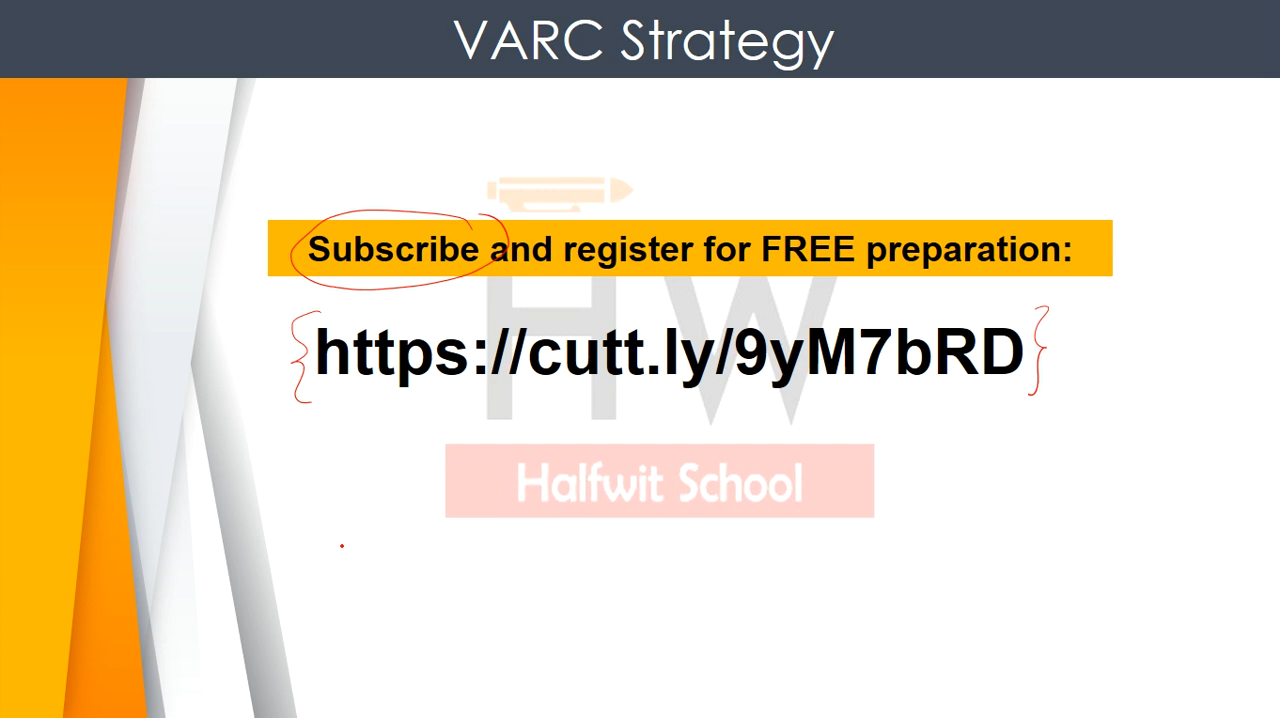 VARC Strategy
Subscribe and register for FREE preparation:
https://cutt.ly/9yM7bRD
HW
Halfwit School